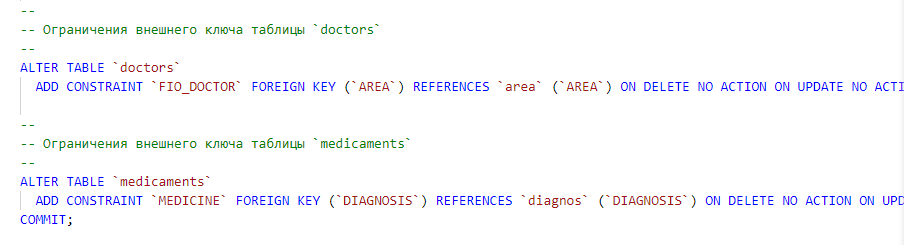 --
-- Ограничения внешнего ключа таблицы `doctors`
--
ALTER TABLE `doctors`
ADD CONSTRAINT `FIO_DOCTOR` FOREIGN KEY (`AREA`) REFERENCES `area` (`AREA`) ON DELETE NO ACTION ON UPDATE NO ACTI
--
-- Ограничения внешнего ключа таблицы `medicaments`
--
ALTER TABLE `medicaments`
ADD CONSTRAINT `MEDICINE` FOREIGN KEY (`DIAGNOSIS`) REFERENCES `diagnos` (`DIAGNOSIS`) ON DELETE NO ACTION ON UPD
COMMIT;